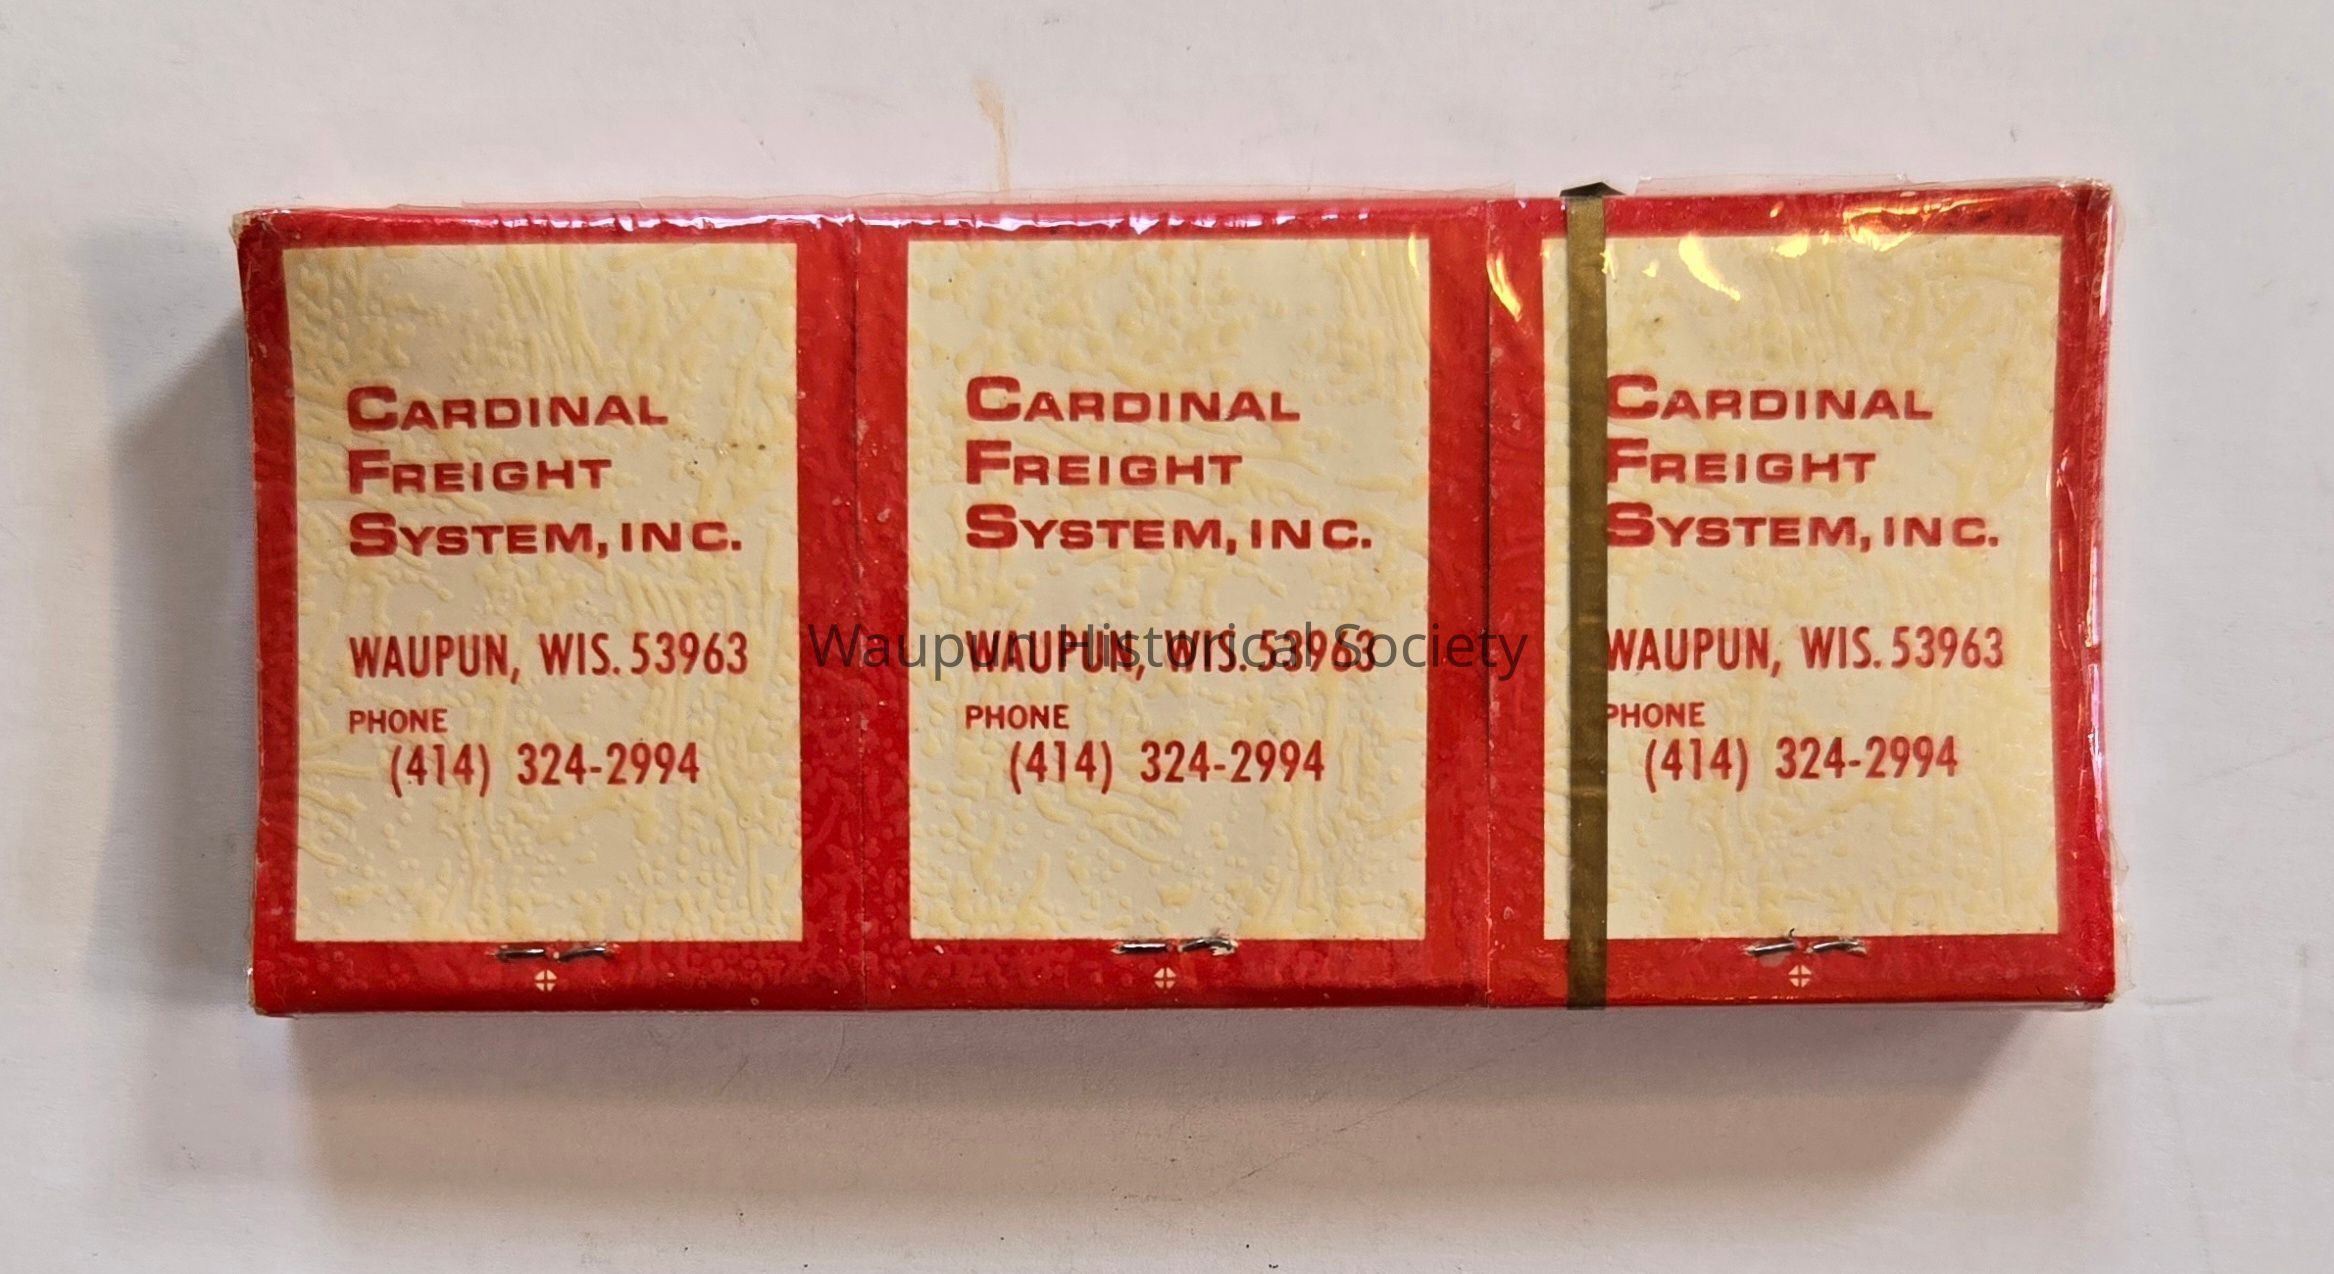 CARDINAL
FREIGHT
SYSTEM, INC.
WAUPUN, WIS. 53963
PHONE
(414) 324-2994
CARDINAL
FREIGHT
SYSTEM, INC.
WAUPUN, WIS. 53963
PHONE
(414) 324-2994
CARDINAL
FREIGHT
SYSTEM, INC.
WAUPUN, WIS. 53963
PHONE
(414) 324-2994
Waupun Historical Society